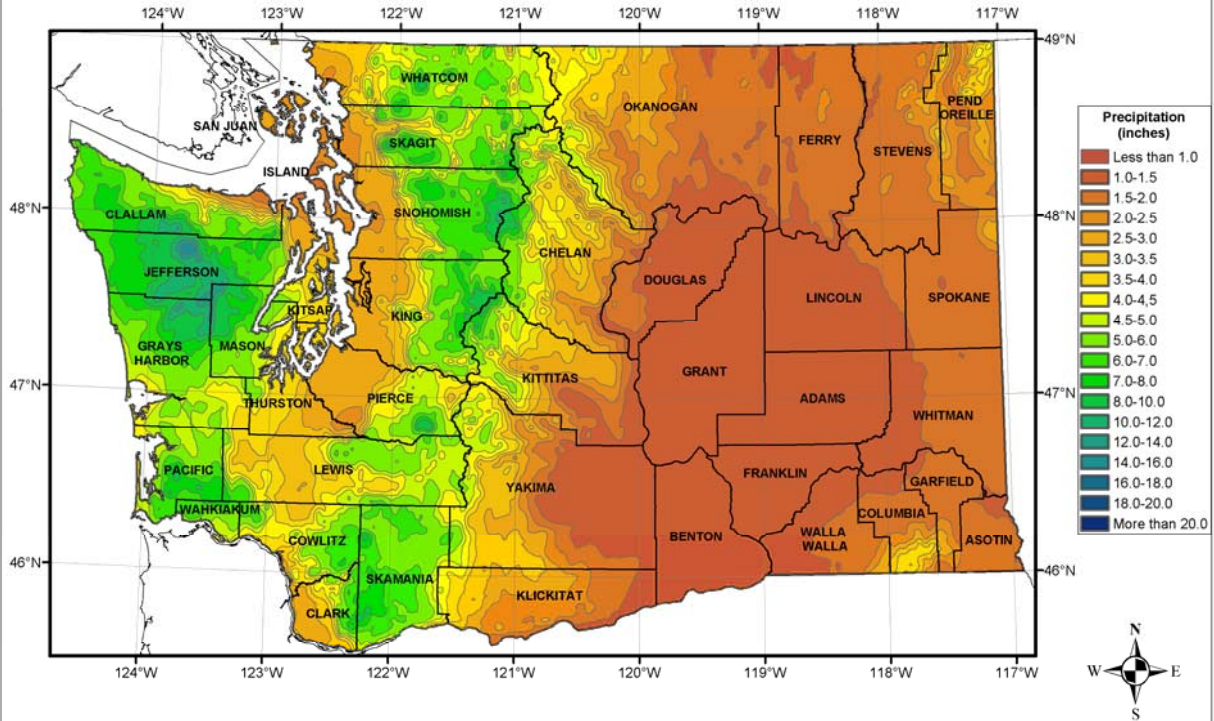 124°W 123°W 122°W 121°W 120°W 119°W 118°W 117°W
49°N
WHATCOM
OKANOGAN
PEND
OREILLE
SAN JUAN
SKAGIT
FERRY
STEVENS
ISLAND
48°N
48°N
CLALLAM
SNOHOMISH
CHELAN
JEFFERSON
DOUGLAS
LINCOLN
SPOKANE
KITSAP
KING
GRAYS
HARBOR
MASON
GRANT
KITTITAS
47°N
47°N
THURSTON
PIERCE
ADAMS
WHITMAN
PACIFIC
LEWIS
FRANKLIN
YAKIMA
GARFIELD
WAHKIAKUM
COLUMBIA
COWLITZ
BENTON
WALLA
WALLA
ASOTIN
46°N
46°N
SKAMANIA
KLICKITAT
CLARK
124°W 123°W 122°W 121°W 120°W 119°W 118°W 117°W
Precipitation
(inches)
Less than 1.0
1.0-1.5
1.5-2.0
2.0-2.5
2.5-3.0
3.0-3.5
3.5-4.0
4.0-4.5
4.5-5.0
5.0-6.0
6.0-7.0
7.0-8.0
8.0-10.0
10.0-12.0
12.0-14.0
14.0-16.0
16.0-18.0
18.0-20.0
More than 20.0
N
W E
S